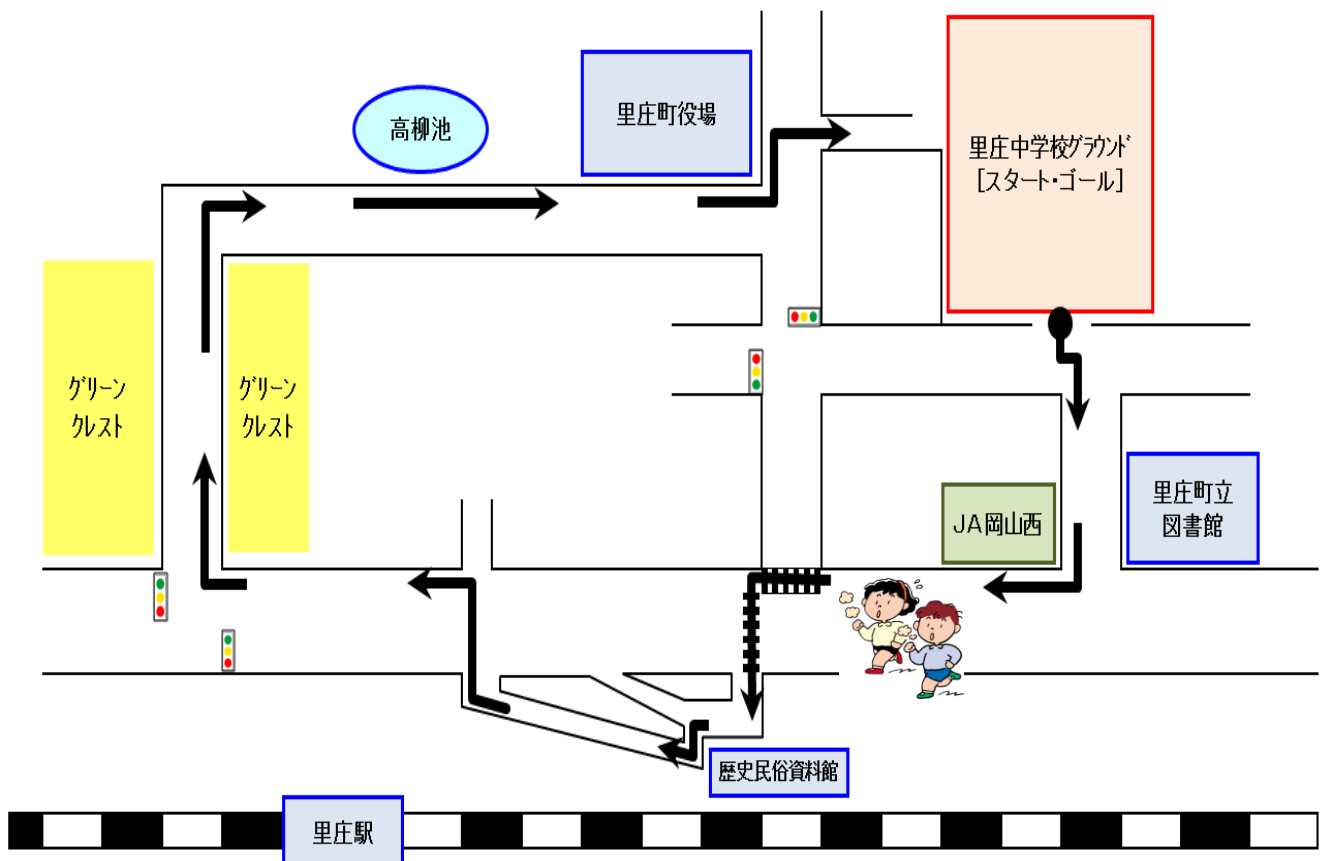 里庄町役場
高柳池
里庄中学校ｸﾞﾗｳﾝﾄﾞ
[ｽﾀｰﾄ・ｺﾞｰﾙ]
ｸﾞﾘｰﾝ
ｸﾚｽﾄ
ｸﾞﾘｰﾝ
ｸﾚｽﾄ
里庄町立
図書館
JA岡山西
歴史民俗資料館
里庄駅